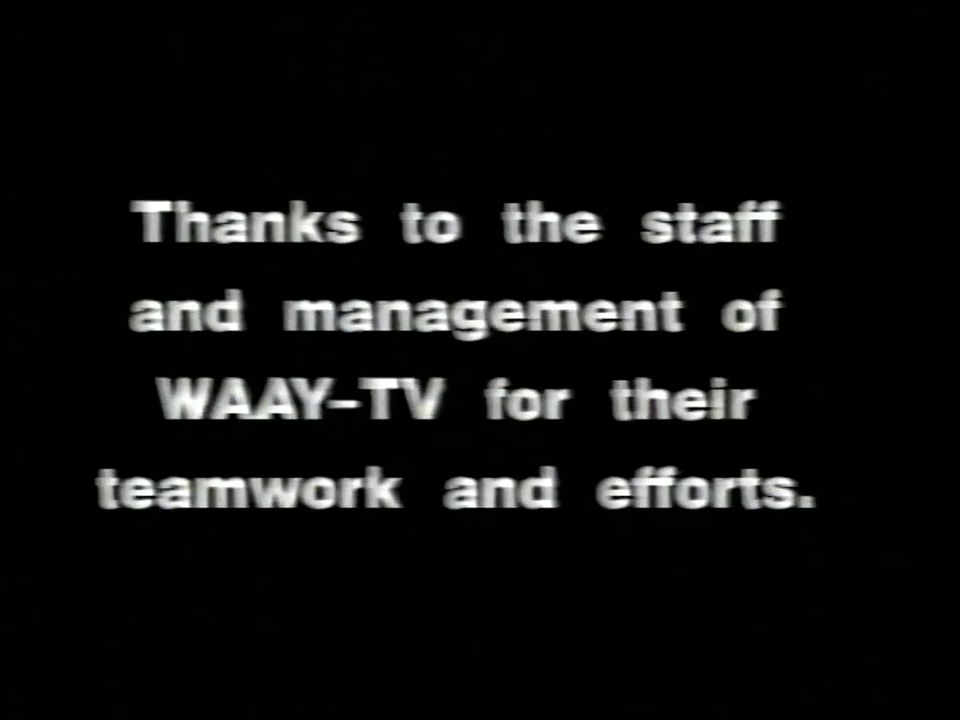 Thanks to the staff
and management of
WAAY-TV for their
teamwork and efforts.